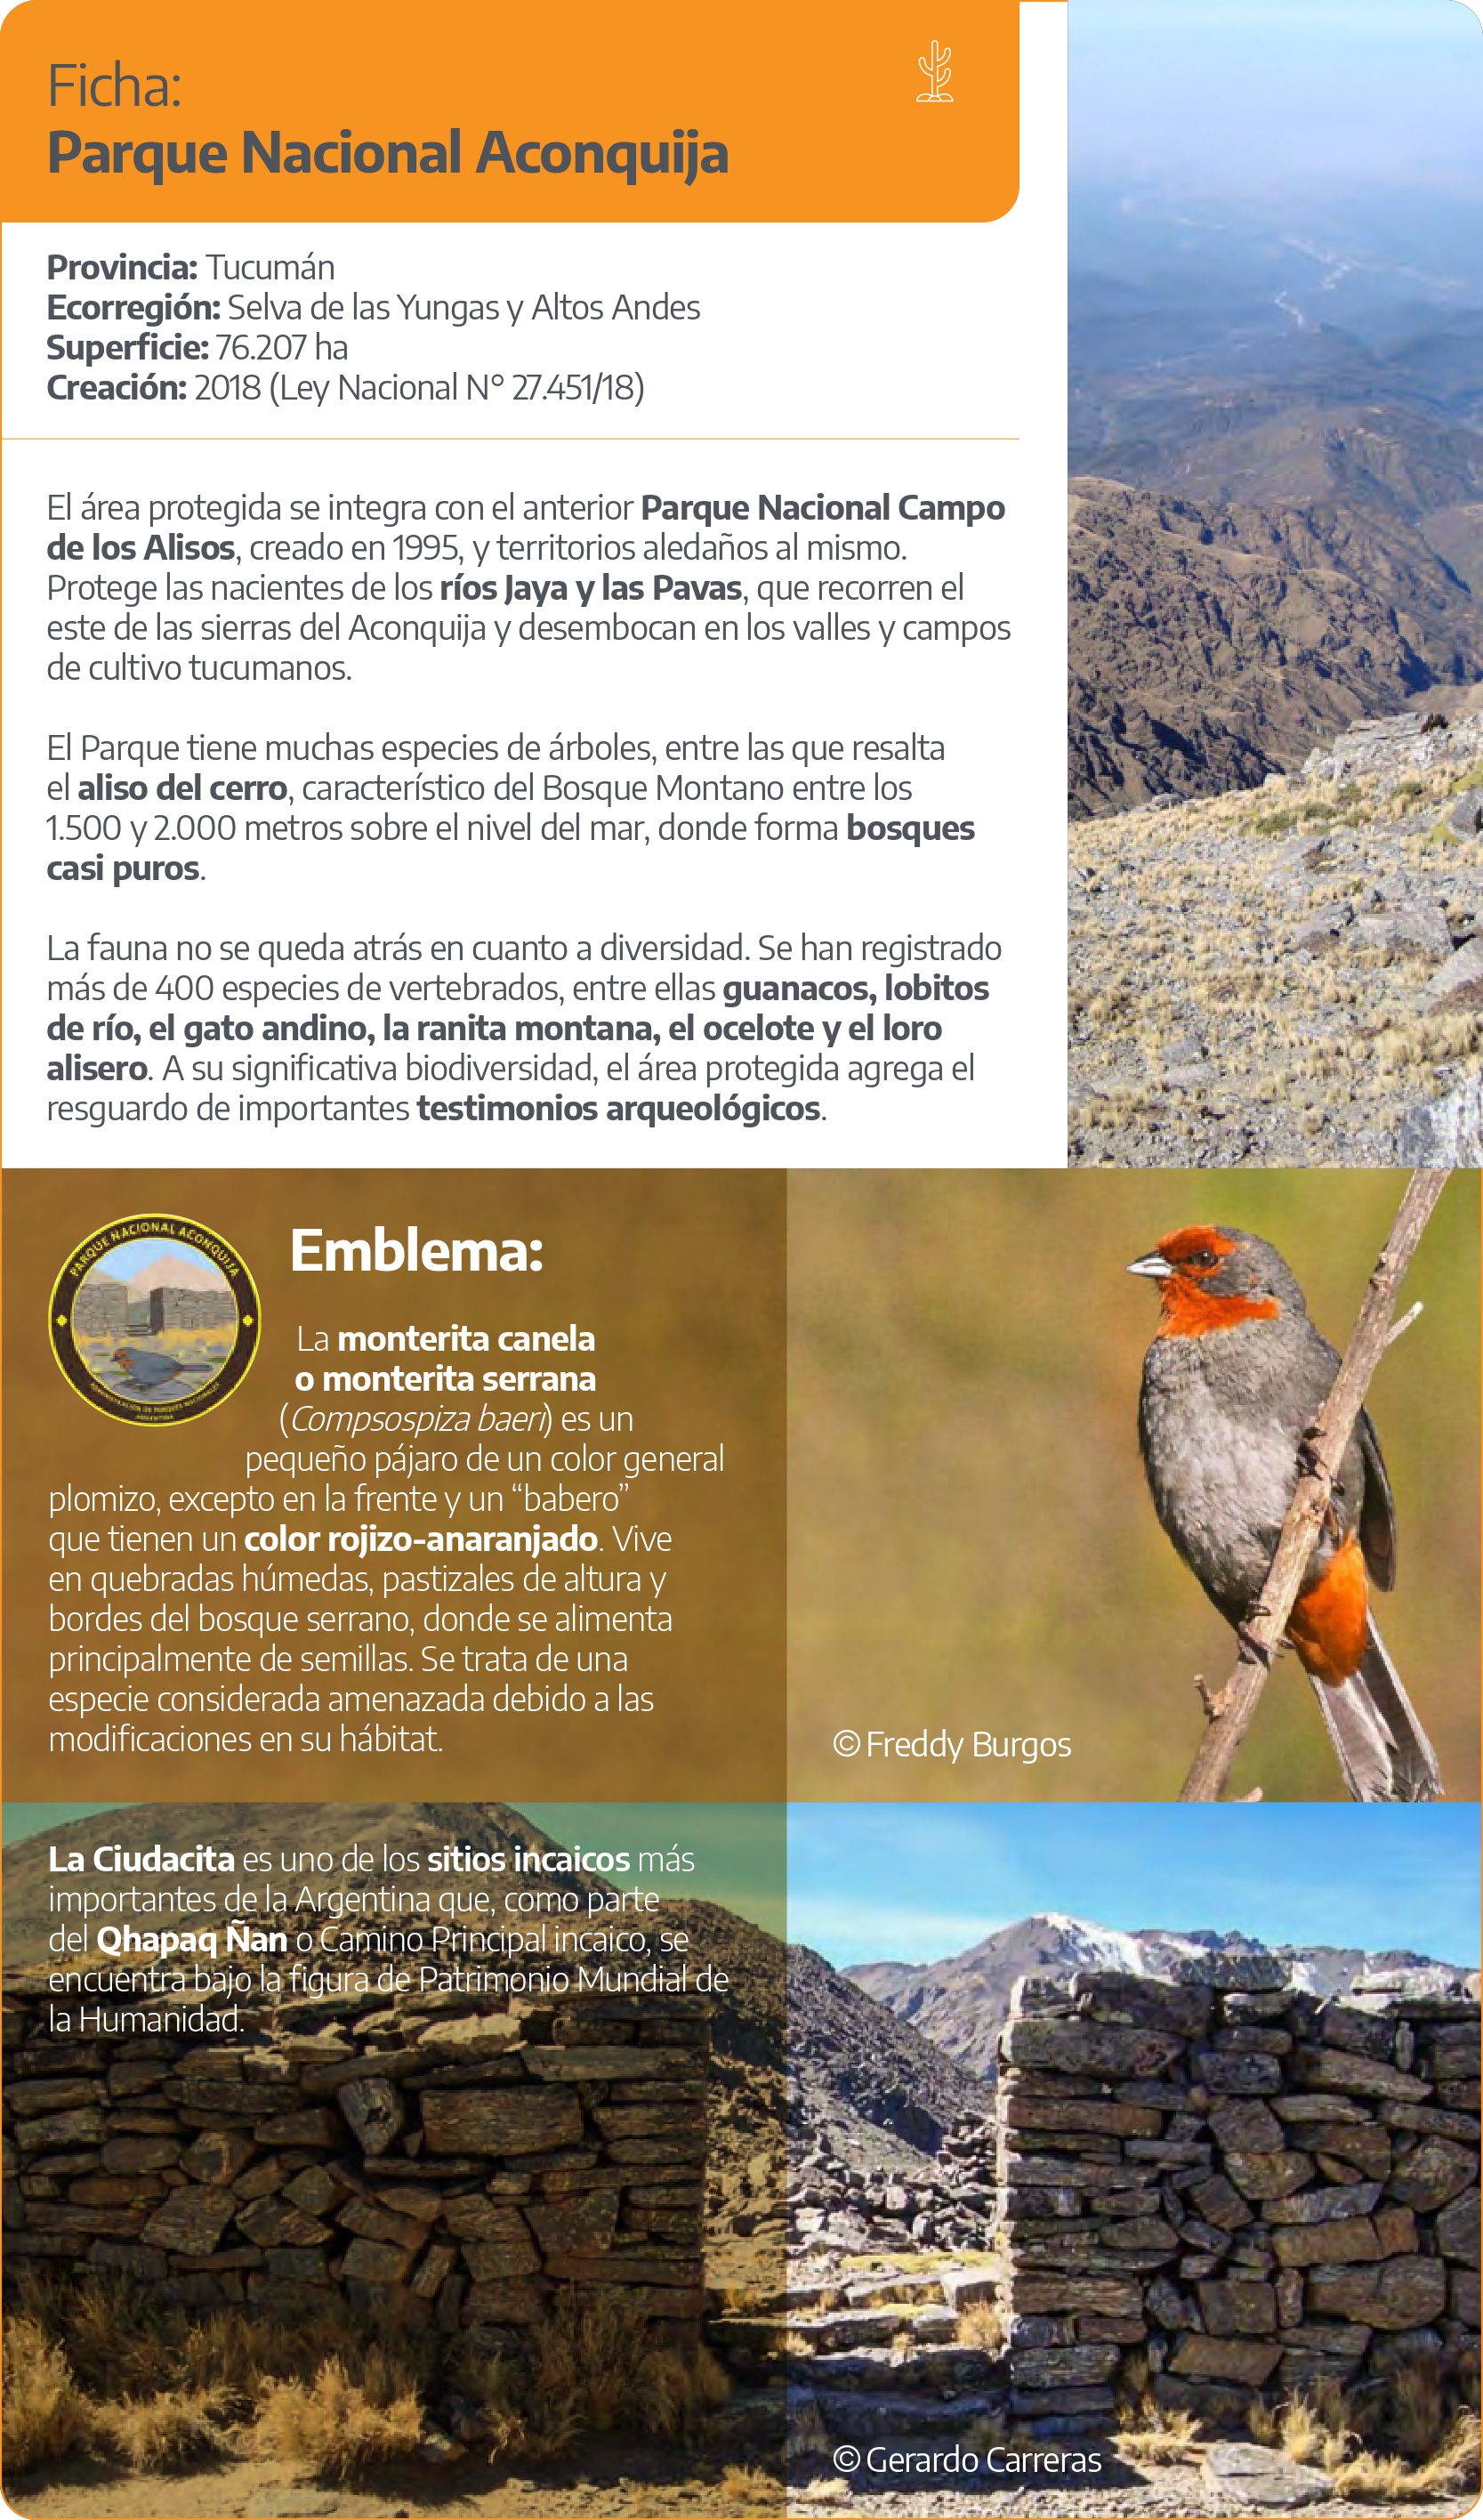 Ficha:
Parque Nacional Aconquija
Provincia: Tucumán
Ecorregión: Selva de las Yungas y Altos Andes
Superficie: 76.207 ha
Creación: 2018 (Ley Nacional N° 27.451/18)
El área protegida se integra con el anterior Parque Nacional Campo
de los Alisos, creado en 1995, y territorios aledaños al mismo.
Protege las nacientes de los ríos Jaya y las Pavas, que recorren el
este de las sierras del Aconquija y desembocan en los valles y campos
de cultivo tucumanos.
El Parque tiene muchas especies de árboles, entre las que resalta
el aliso del cerro, característico del Bosque Montano entre los
1.500 y 2.000 metros sobre el nivel del mar, donde forma bosques
casi puros.
La fauna no se queda atrás en cuanto a diversidad. Se han registrado
más de 400 especies de vertebrados, entre ellas guanacos, lobitos
de río, el gato andino, la ranita montana, el ocelote y el loro
alisero. A su significativa biodiversidad, el área protegida agrega el
resguardo de importantes testimonios arqueológicos.
PARQUE NACIONAL ACONQUIJA
ADMINISTRACIÓN DE PARQUES NACIONALES
ARGENTINA
Emblema:
La monterita canela
o monterita serrana
(Compsospiza baeri) es un
pequeño pájaro de un color general
plomizo, excepto en la frente y un “babero”
que tienen un color rojizo-anaranjado. Vive
en quebradas húmedas, pastizales de altura y
bordes del bosque serrano, donde se alimenta
principalmente de semillas. Se trata de una
especie considerada amenazada debido a las
modificaciones en su hábitat.
© Freddy Burgos
La Ciudacita es uno de los sitios incaicos más
importantes de la Argentina que, como parte
del Qhapaq Ñan o Camino Principal incaico, se
encuentra bajo la figura de Patrimonio Mundial de
la Humanidad.
© Gerardo Carreras